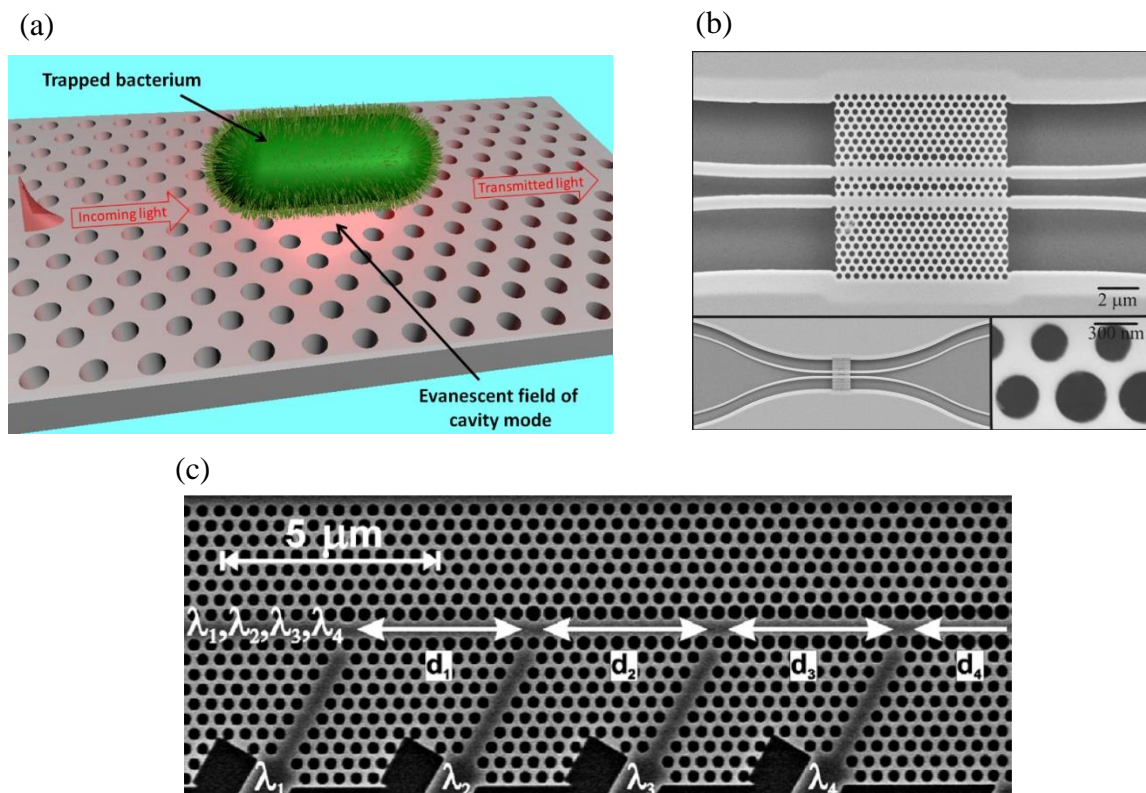 (a)
Trapped bacterium
Incoming light
Transmitted light
Evanescent field of
cavity mode
(b)
2 μm
300 nm
(c)
5 μm
λ₁,λ₂,λ₃,λ₄
d₁
d₂
d₃
d₄
λ₁
λ₂
λ₃
λ₄